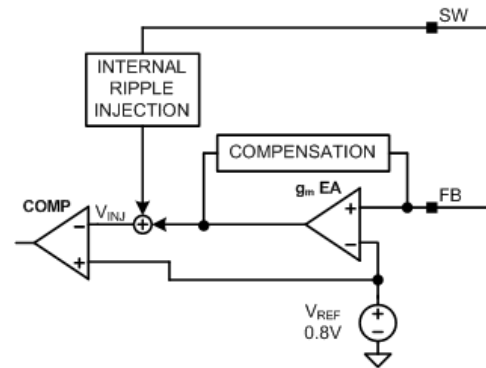 SW
INTERNAL
RIPPLE
INJECTION
COMPENSATION
gm EA
FB
COMP
VINJ
+
−
+
−
+
VREF
0.8V
+
−